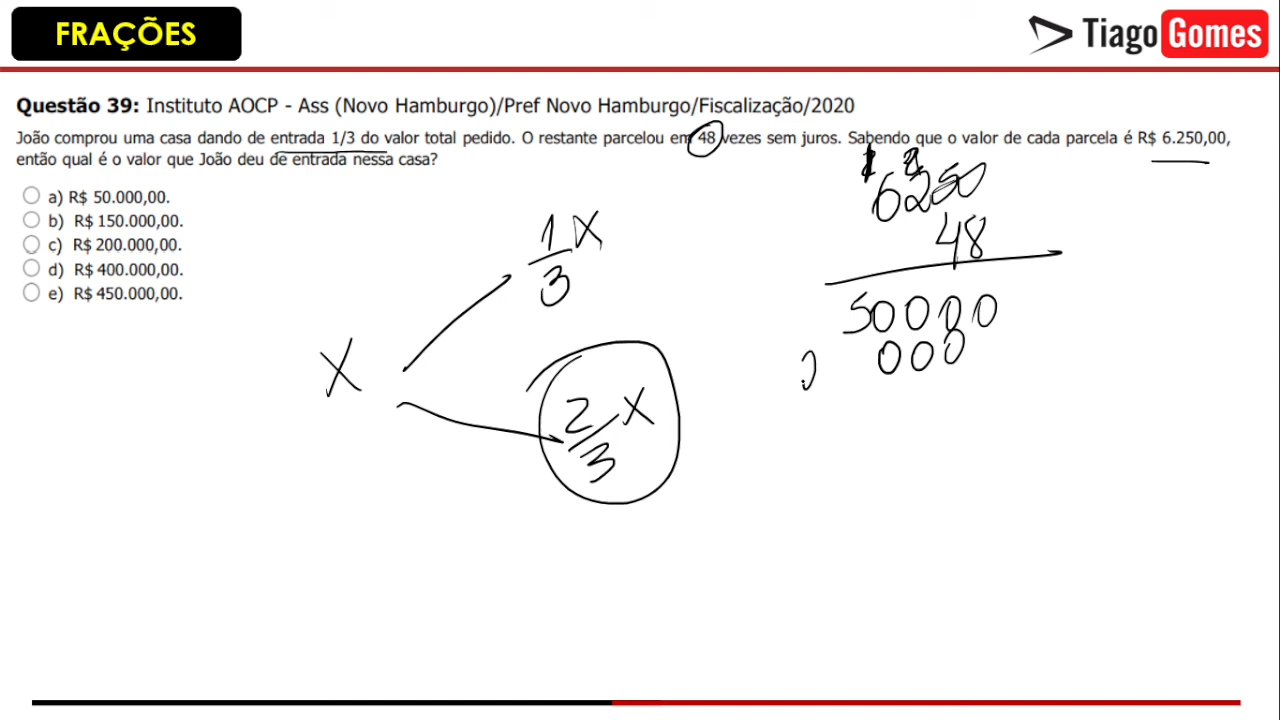 FRAÇÕES
Tiago Gomes
Questão 39: Instituto AOCP - Ass (Novo Hamburgo)/Pref Novo Hamburgo/Fiscalização/2020
João comprou uma casa dando de entrada 1/3 do valor total pedido. O restante parcelou em 48 vezes sem juros. Sabendo que o valor de cada parcela é R$ 6.250,00,
então qual é o valor que João deu de entrada nessa casa?
a) R$ 50.000,00.
b) R$ 150.000,00.
c) R$ 200.000,00.
d) R$ 400.000,00.
e) R$ 450.000,00.
X
1/3 X
2/3 X
6250
48
50000
000